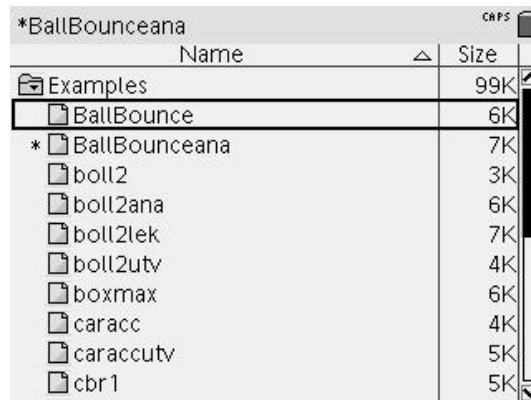 *BallBounceana CAPS
Name Size
Examples 99K
BallBounce 6K
* BallBounceana 7K
boll2 3K
boll2ana 6K
boll2lek 7K
boll2utv 4K
boxmax 6K
caracc 4K
caraccutv 5K
cbr1 5K